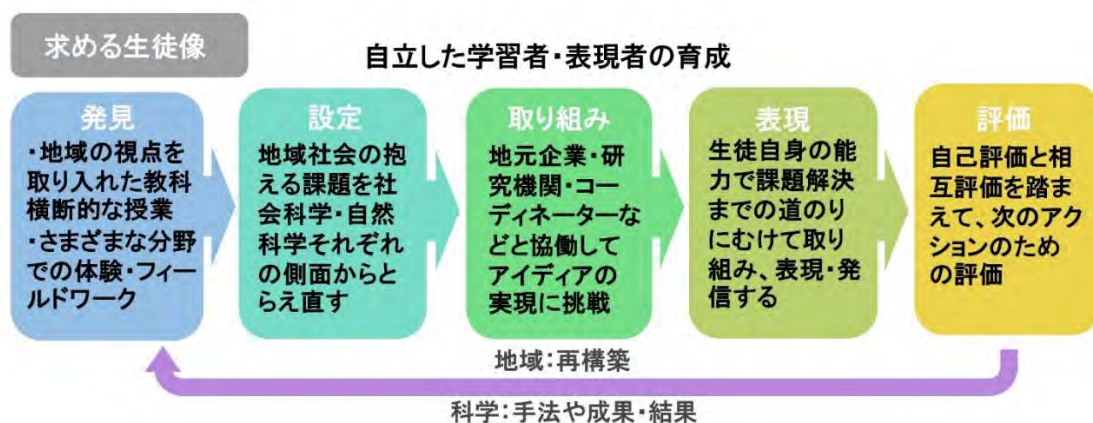 求める生徒像
自立した学習者・表現者の育成
発見
・地域の視点を
取り入れた教科
横断的な授業
・さまざまな分野
での体験・フィー
ルドワーク
設定
地域社会の抱
える課題を社
会科学・自然
科学それぞれ
の側面からと
らえ直す
取り組み
地元企業・研
究機関・コー
ディネーターな
どと協働して
アイディアの
実現に挑戦
表現
生徒自身の能
力で課題解決
までの道のり
にむけて取り
組み、表現・発
信する
評価
自己評価と相
互評価を踏ま
えて、次のアク
ションのため
の評価
地域：再構築
科学：手法や成果・結果